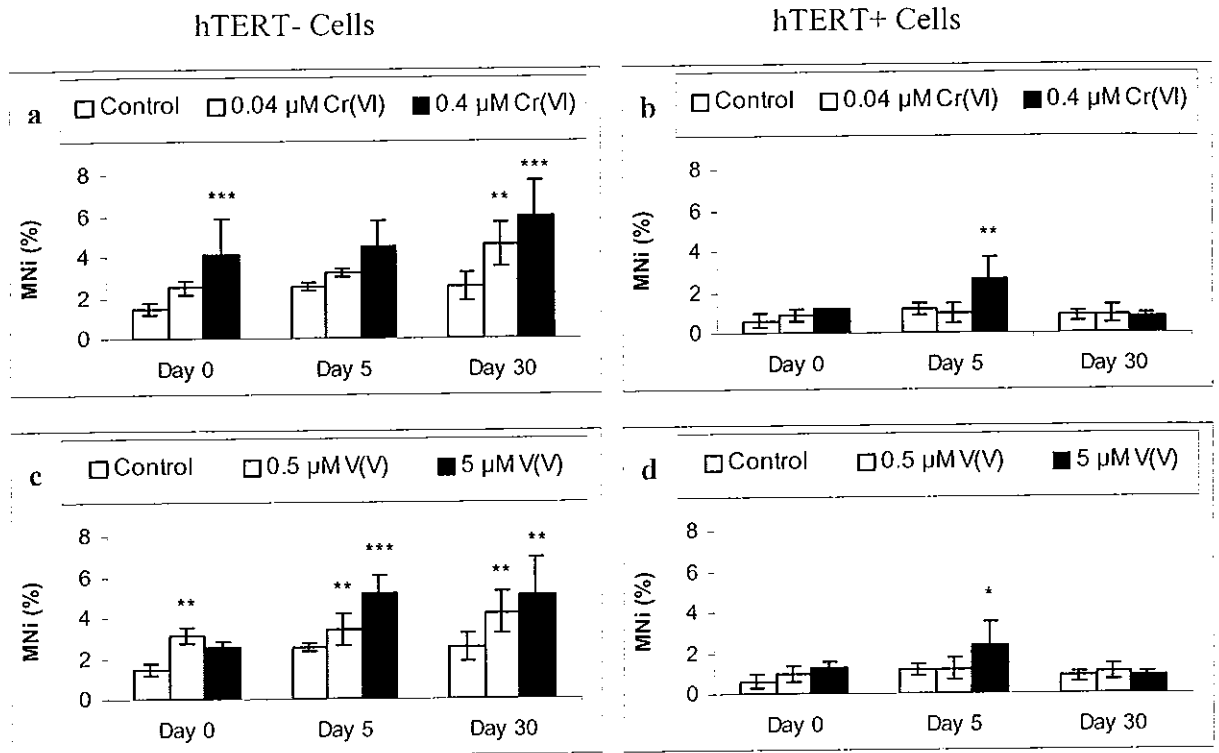 hTERT- Cells
hTERT+ Cells
a
Control 0.04 µM Cr(VI) 0.4 µM Cr(VI)
MNi (%)
8
6
4
2
0
***
**
***
Day 0 Day 5 Day 30
b
Control 0.04 µM Cr(VI) 0.4 µM Cr(VI)
MNi (%)
8
6
4
2
0
**
Day 0 Day 5 Day 30
c
Control 0.5 µM V(V) 5 µM V(V)
MNi (%)
8
6
4
2
0
**
**
***
**
**
Day 0 Day 5 Day 30
d
Control 0.5 µM V(V) 5 µM V(V)
MNi (%)
8
6
4
2
0
*
Day 0 Day 5 Day 30